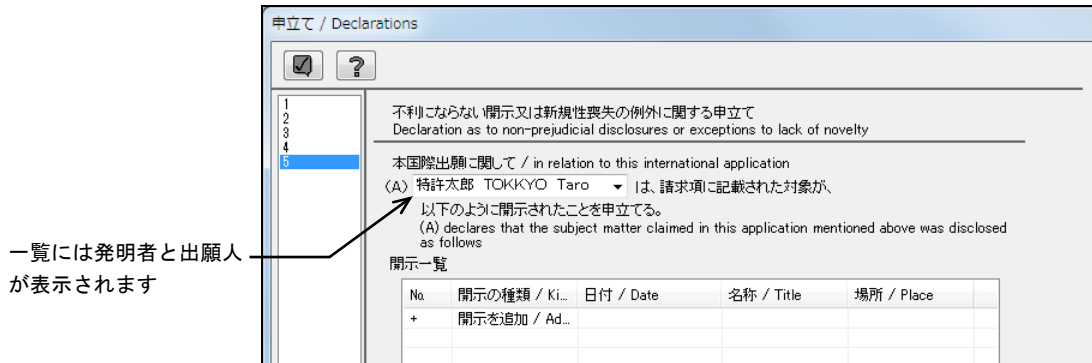 申立て / Declarations
1
2
3
4
5
不利にならない開示又は新規性喪失の例外に関する申立て
Declaration as to non-prejudicial disclosures or exceptions to lack of novelty
本国際出願に関して / in relation to this international application
(A) 特許太郎 TOKKYO Taro は、請求項に記載された対象が、
以下のように開示されたことを申立てる。
(A) declares that the subject matter claimed in this application mentioned above was disclosed
as follows
一覧には発明者と出願人
が表示されます
開示一覧
No. 開示の種類 / Ki... 日付 / Date 名称 / Title 場所 / Place
+ 開示を追加 / Ad...